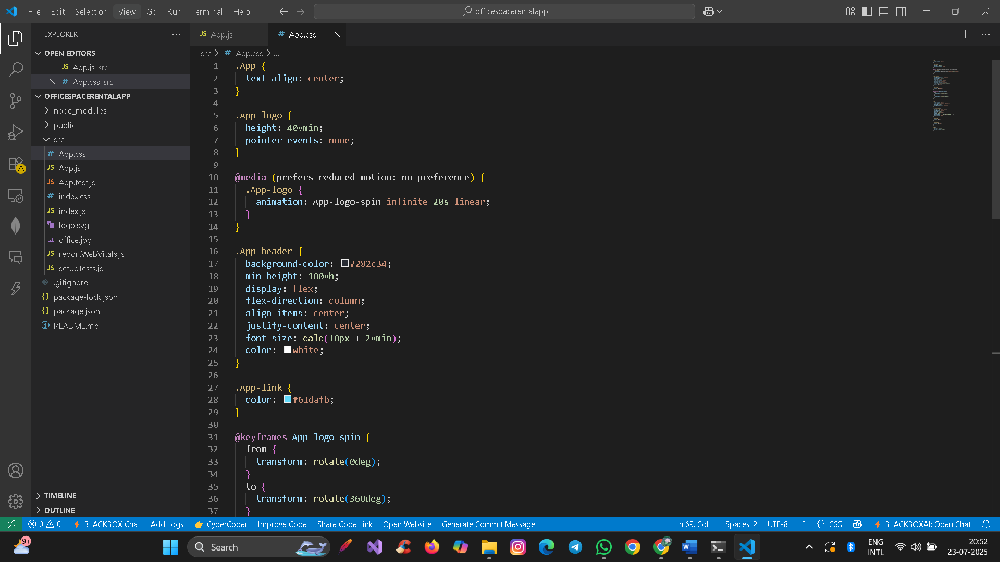 File Edit Selection View Go Run Terminal Help
officespacerentalapp
EXPLORER
OPEN EDITORS
JS App.js src
# App.css src
OFFICESPACERENTALAPP
node_modules
public
src
# App.css
JS App.js
JS App.test.js
# index.css
JS index.js
logo.svg
office.jpg
JS reportWebVitals.js
JS setupTests.js
.gitignore
{} package-lock.json
{} package.json
README.md
TIMELINE
OUTLINE
JS App.js
# App.css
src > # App.css > ...
1 .App {
2 text-align: center;
3 }
4
5 .App-logo {
6 height: 40vmin;
7 pointer-events: none;
8 }
9
10 @media (prefers-reduced-motion: no-preference) {
11 .App-logo {
12 animation: App-logo-spin infinite 20s linear;
13 }
14 }
15
16 .App-header {
17 background-color: #282c34;
18 min-height: 100vh;
19 display: flex;
20 flex-direction: column;
21 align-items: center;
22 justify-content: center;
23 font-size: calc(10px + 2vmin);
24 color: white;
25 }
26
27 .App-link {
28 color: #61dafb;
29 }
30
31 @keyframes App-logo-spin {
32 from {
33 transform: rotate(0deg);
34 }
35 to {
36 transform: rotate(360deg);
37 }
0 0 BLACKBOX Chat Add Logs CyberCoder Improve Code Share Code Link Open Website Generate Commit Message Ln 69, Col 1 Spaces: 2 UTF-8 LF {} CSS BLACKBOXAI: Open Chat
9+
Search
ENG
INTL
20:52
23-07-2025